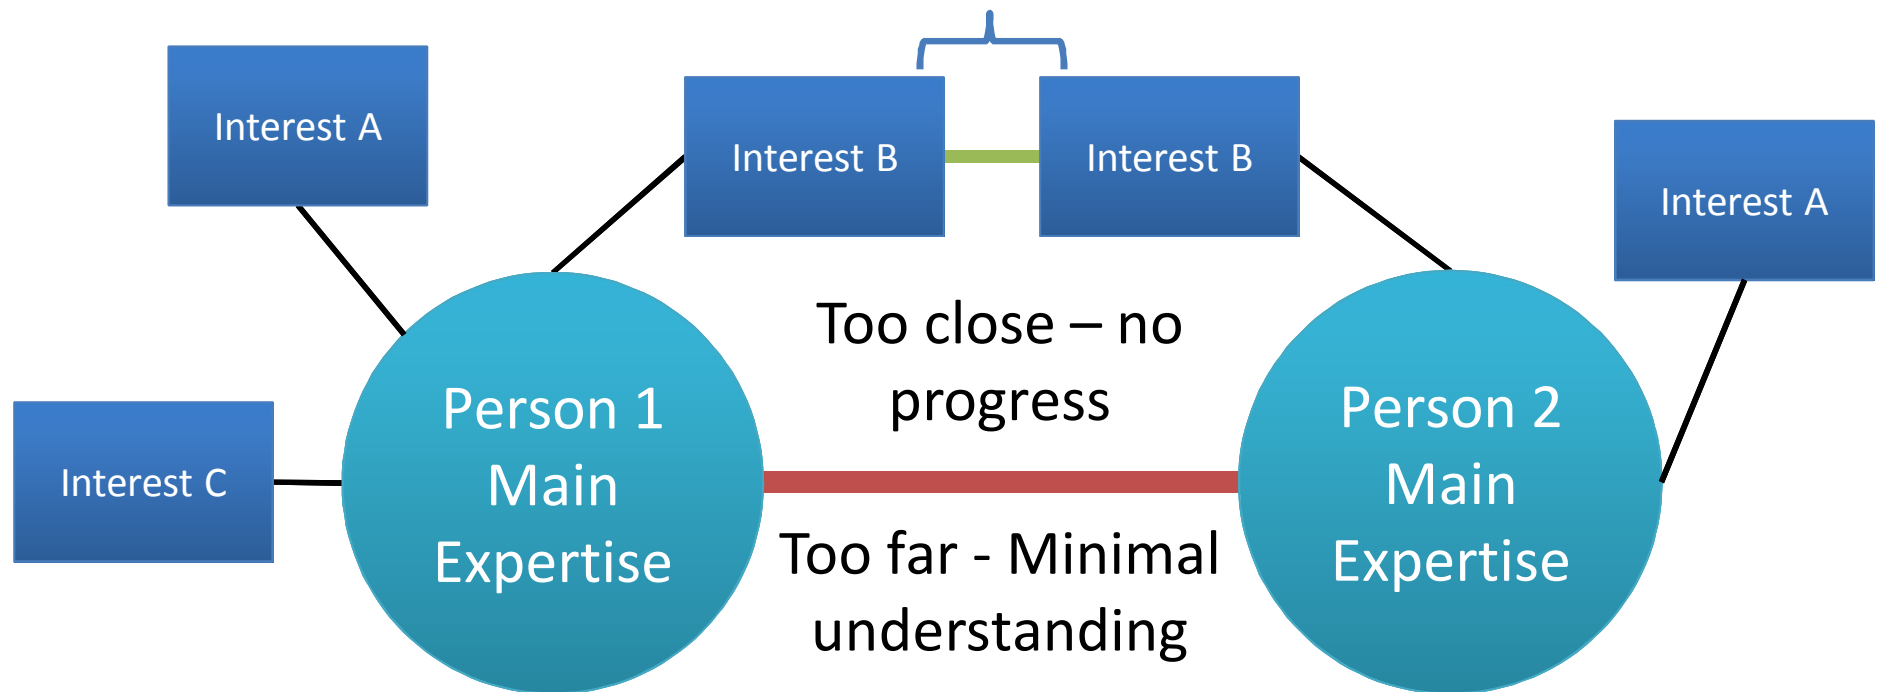 Interest A
Interest B
Interest B
Interest A
Interest C
Person 1
Main
Expertise
Too close – no
progress
Too far - Minimal
understanding
Person 2
Main
Expertise